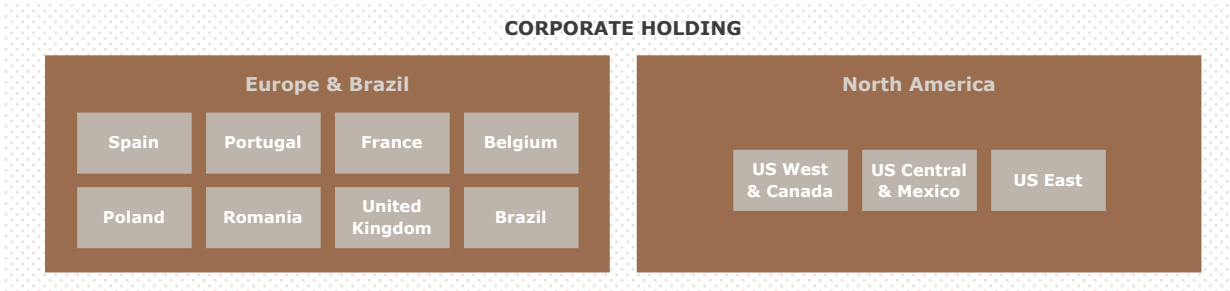 CORPORATE HOLDING
Europe & Brazil
Spain
Portugal
France
Belgium
Poland
Romania
United
Kingdom
Brazil
North America
US West
& Canada
US Central
& Mexico
US East